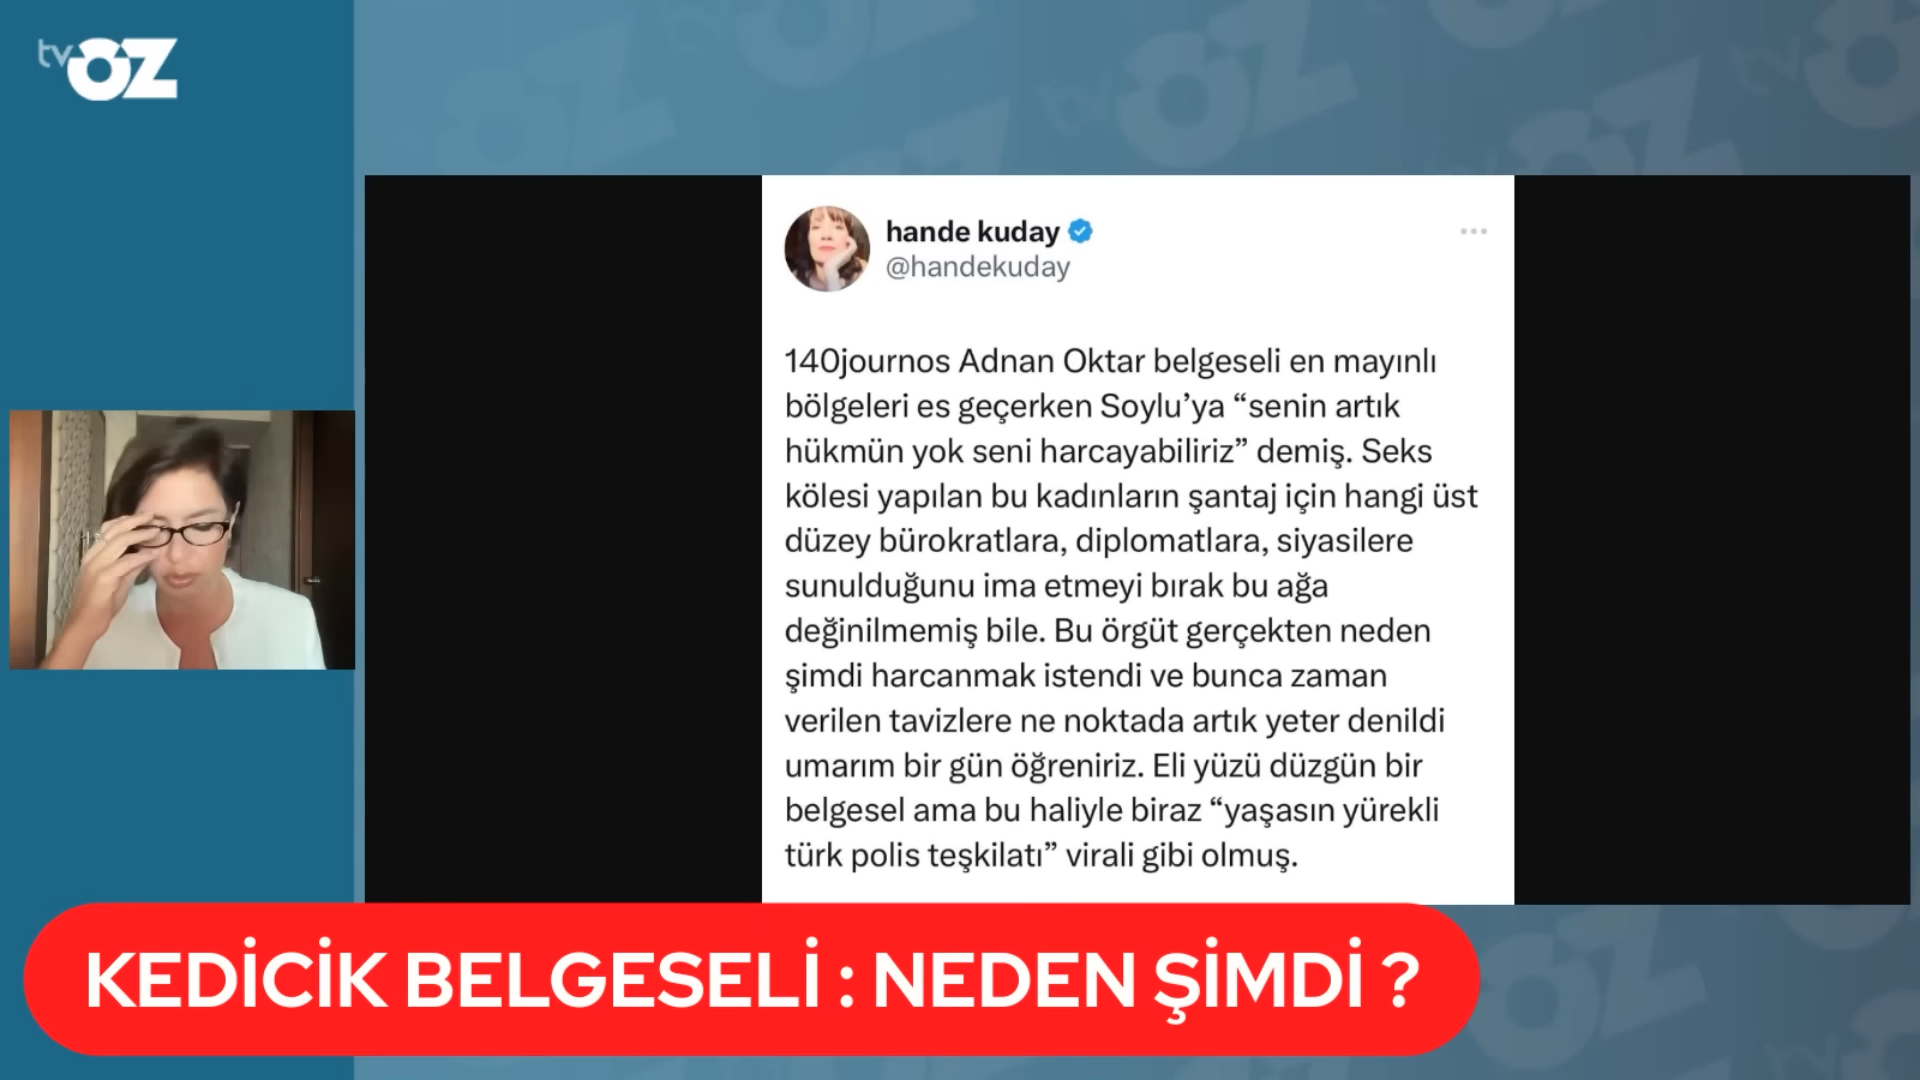 tv ÖZ
hande kuday
@handekuday
140journos Adnan Oktar belgeseli en mayınlı
bölgeleri es geçerken Soylu’ya “senin artık
hükmün yok seni harcayabiliriz” demiş. Seks
kölesi yapılan bu kadınların şantaj için hangi üst
düzey bürokratlara, diplomatlara, siyasilere
sunulduğunu ima etmeyi bırak bu ağa
değinilmemiş bile. Bu örgüt gerçekten neden
şimdi harcanmak istendi ve bunca zaman
verilen tavizlere ne noktada artık yeter denildi
umarım bir gün öğreniriz. Eli yüzü düzgün bir
belgesel ama bu haliyle biraz “yaşasın yürekli
türk polis teşkilatı” virali gibi olmuş.
KEDİCİK BELGESELİ : NEDEN ŞİMDİ ?